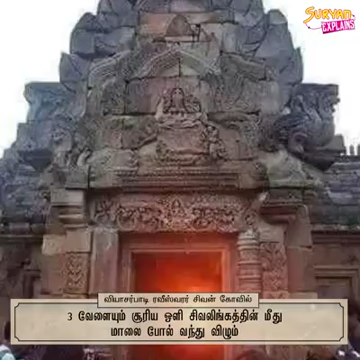 SURYAN
EXPLAINS
வியாசர்பாடி ரவீஸ்வரர் சிவன் கோவில்
3 வேளையும் சூரிய ஒளி சிவலிங்கத்தின் மீது
மாலை போல் வந்து விழும்